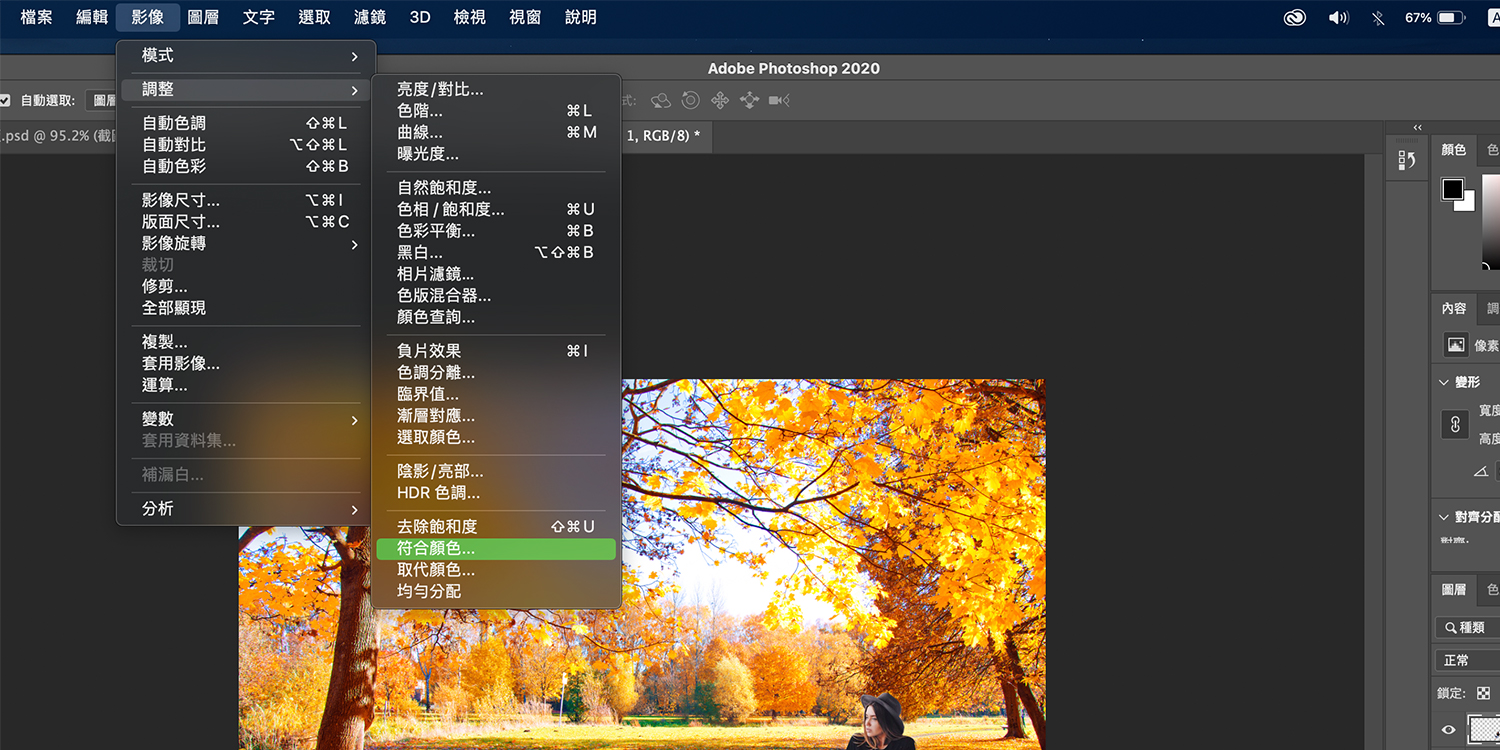 檔案 編輯 影像 圖層 文字 選取 濾鏡 3D 檢視 視窗 說明 67% A
Adobe Photoshop 2020
自動選取: 圖層
.psd @ 95.2% (截圖
1, RGB/8) *
模式
調整
自動色調 ⇧⌘L
自動對比 ⌥⇧⌘L
自動色彩 ⇧⌘B
影像尺寸... ⌥⌘I
版面尺寸... ⌥⌘C
影像旋轉
裁切
修剪...
全部顯現
複製...
套用影像...
運算...
變數
套用資料集...
補漏白...
分析
亮度/對比...
色階... ⌘L
曲線... ⌘M
曝光度...
自然飽和度...
色相/飽和度... ⌘U
色彩平衡... ⌘B
黑白... ⌥⇧⌘B
相片濾鏡...
色版混合器...
顏色查詢...
負片效果 ⌘I
色調分離...
臨界值...
漸層對應...
選取顏色...
陰影/亮部...
HDR 色調...
去除飽和度 ⇧⌘U
符合顏色...
取代顏色...
均勻分配
顏色 色
內容 調
像素
變形
寬度
高度
對齊分配
對齊:
圖層 色
種類
正常
鎖定: